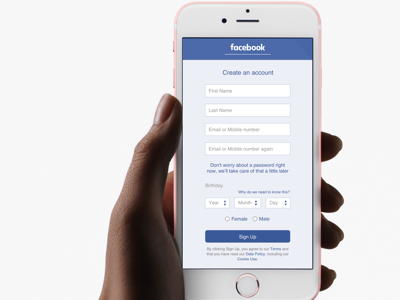 facebook
Create an account
First Name
Last Name
Email or Mobile number
Email or Mobile number again
Don't worry about a password right
now, we'll take care of that a little later
Birthday
Why do we need to know this?
Year Month Day
Female Male
Sign Up
By clicking Sign Up, you agree to our Terms and
that you have read our Data Policy, including our
Cookie Use.